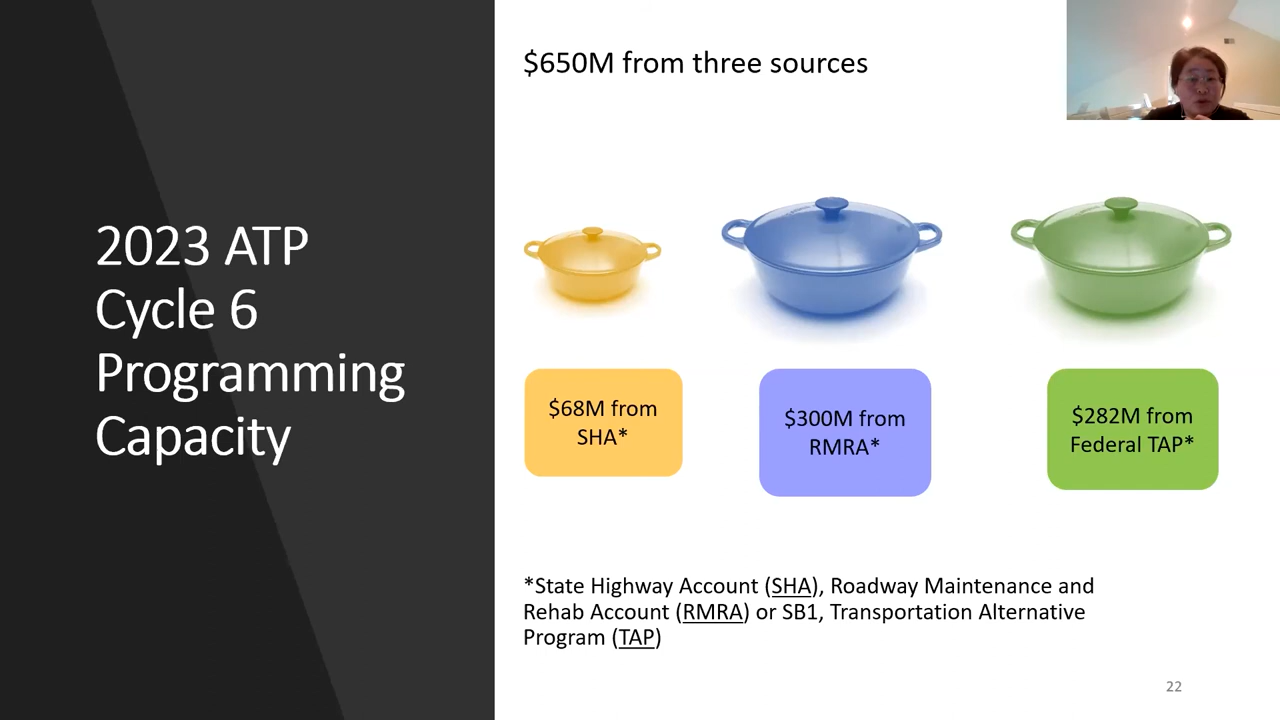 $650M from three sources
2023 ATP
Cycle 6
Programming
Capacity
$68M from
SHA*
$300M from
RMRA*
$282M from
Federal TAP*
*State Highway Account (SHA), Roadway Maintenance and
Rehab Account (RMRA) or SB1, Transportation Alternative
Program (TAP)
22